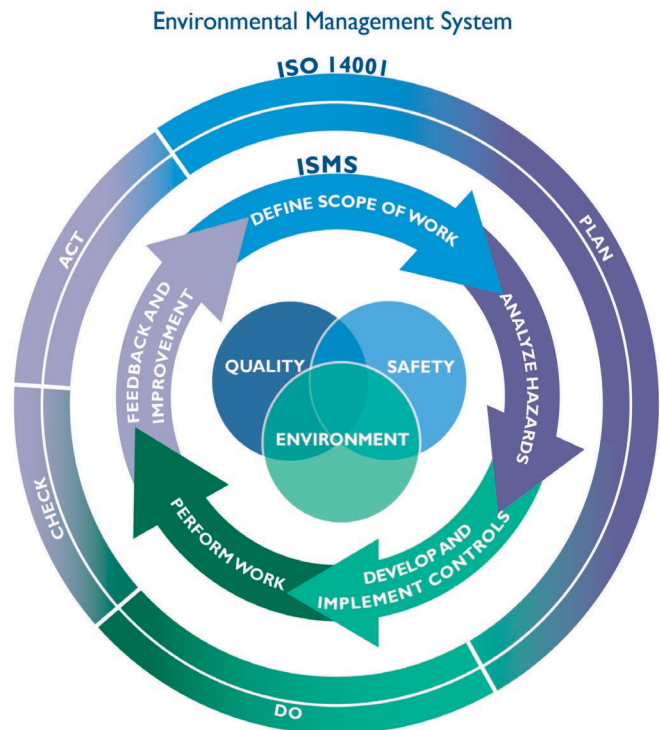 Environmental Management System
ISO 14001
ISMS
DEFINE SCOPE OF WORK
ANALYZE HAZARDS
DEVELOP AND
IMPLEMENT CONTROLS
PERFORM WORK
FEEDBACK AND
IMPROVEMENT
QUALITY
SAFETY
ENVIRONMENT
PLAN
DO
CHECK
ACT